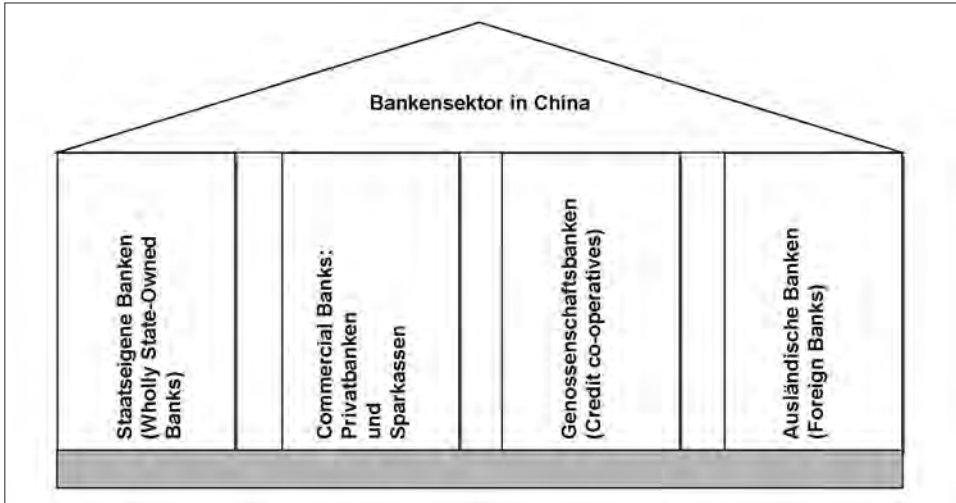 Bankensektor in China
Staatseigene Banken
(Wholly State-Owned
Banks)
Commercial Banks:
Privatbanken
und
Sparkassen
Genossenschaftsbanken
(Credit co-operatives)
Ausländische Banken
(Foreign Banks)